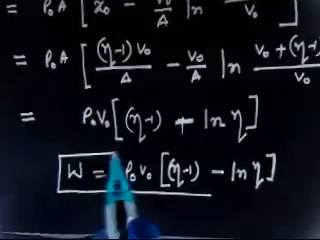 = P₀A [ x₀ - V₀/A ln V₀ ]
= P₀A [ (η-1)V₀/A - V₀/A ln V₀+(η-1)/V₀
= P₀V₀[(η-1) + ln η]
W = P₀V₀ [(η-1) - ln η]